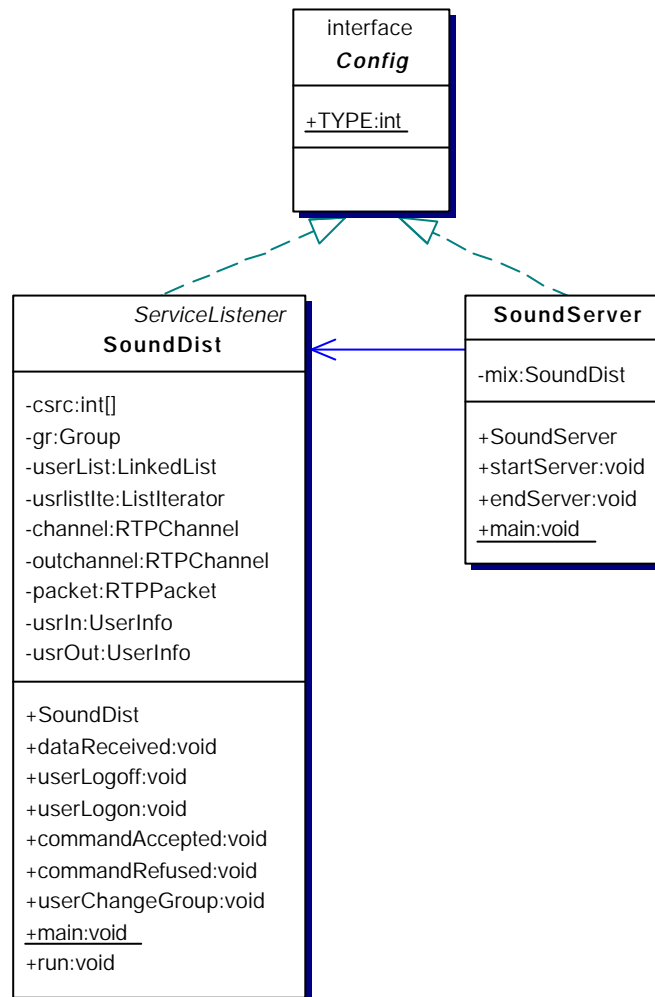 interface
Config
+TYPE:int
ServiceListener
SoundDist
-csrc:int[]
-gr:Group
-userList:LinkedList
-usrlistIte:ListIterator
-channel:RTPChannel
-outchannel:RTPChannel
-packet:RTPPacket
-usrIn:UserInfo
-usrOut:UserInfo
+SoundDist
+dataReceived:void
+userLogoff:void
+userLogon:void
+commandAccepted:void
+commandRefused:void
+userChangeGroup:void
+main:void
+run:void
SoundServer
-mix:SoundDist
+SoundServer
+startServer:void
+endServer:void
+main:void